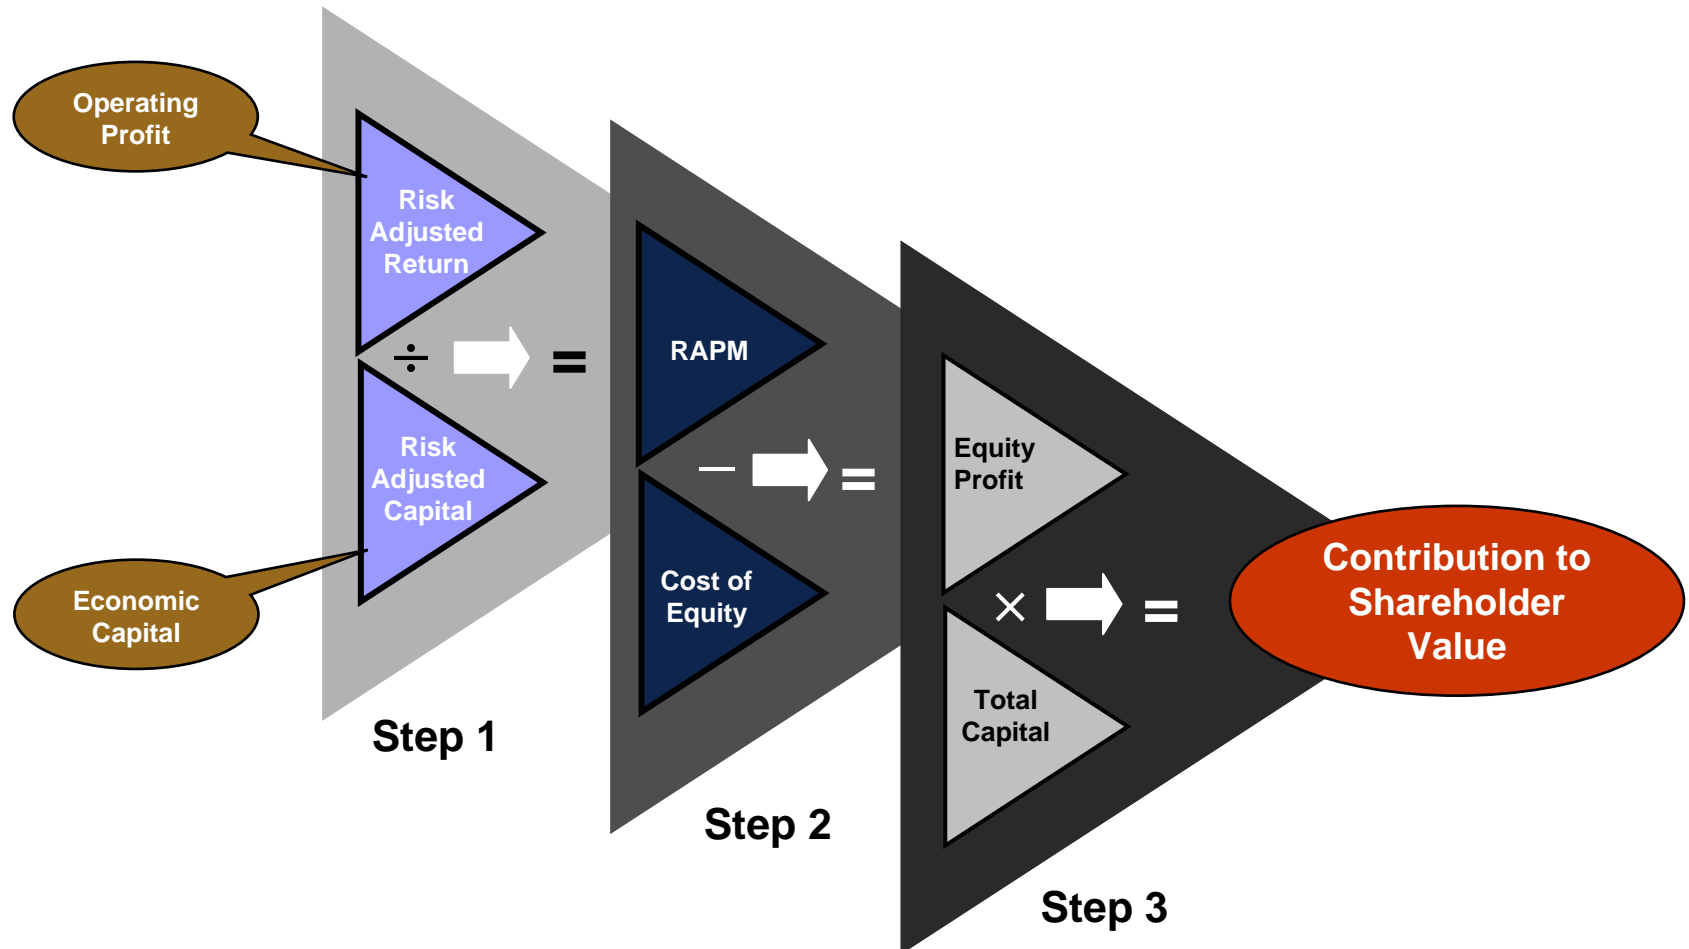 Operating
Profit
Risk
Adjusted
Return
÷
=
Risk
Adjusted
Capital
Economic
Capital
Step 1
RAPM
—
=
Cost of
Equity
Step 2
Equity
Profit
×
=
Total
Capital
Step 3
Contribution to
Shareholder
Value